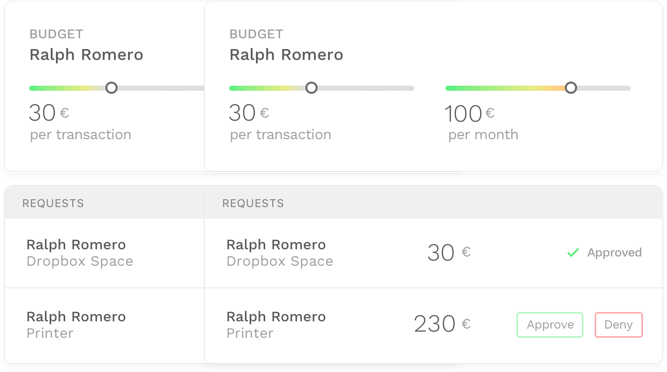 BUDGET
Ralph Romero
30 €
per transaction
BUDGET
Ralph Romero
30 €
per transaction
100 €
per month
REQUESTS
Ralph Romero
Dropbox Space
Ralph Romero
Printer
REQUESTS
Ralph Romero
Dropbox Space
30 €
Approved
Ralph Romero
Printer
230 €
Approve
Deny